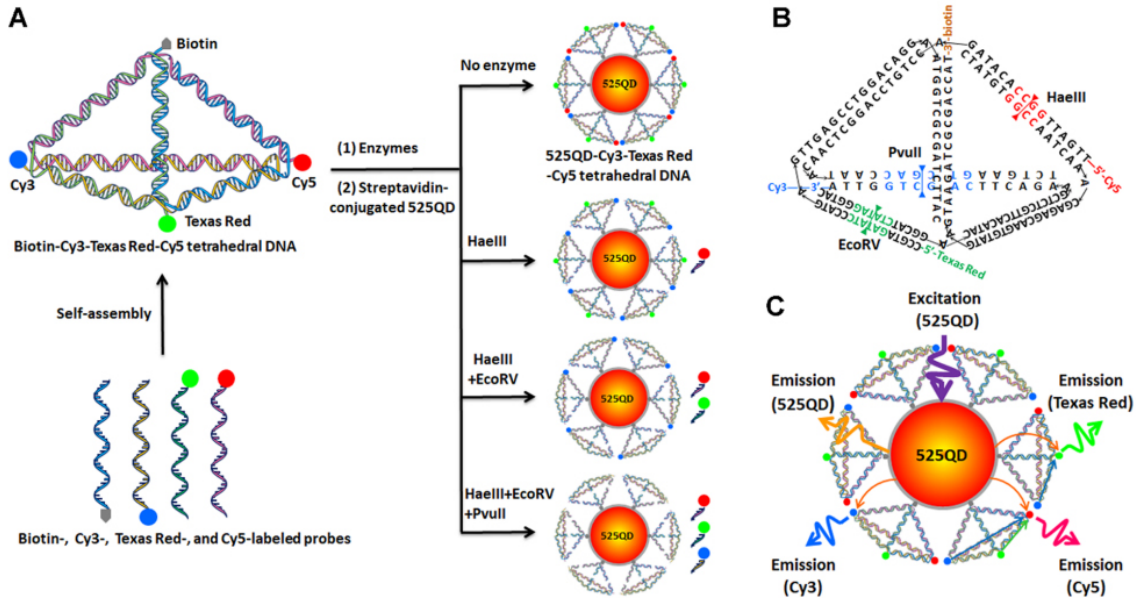 A
Biotin
Cy3
Cy5
Texas Red
Biotin-Cy3-Texas Red-Cy5 tetrahedral DNA
Self-assembly
Biotin-, Cy3-, Texas Red-, and Cy5-labeled probes
(1) Enzymes
(2) Streptavidin-
conjugated 525QD
No enzyme
525QD
525QD-Cy3-Texas Red
-Cy5 tetrahedral DNA
HaeIII
525QD
HaeIII
+EcoRV
525QD
HaeIII+EcoRV
+PvuII
525QD
B
-3'-biotin
GTTGAGCCTGGACAGG
CAACTCGGACCTGTCC
HaeIII
-5'-Cy5
PvuII
Cy3
3'
EcoRV
-5'-Texas Red
C
Excitation
(525QD)
Emission
(525QD)
Emission
(Texas Red)
525QD
Emission
(Cy3)
Emission
(Cy5)